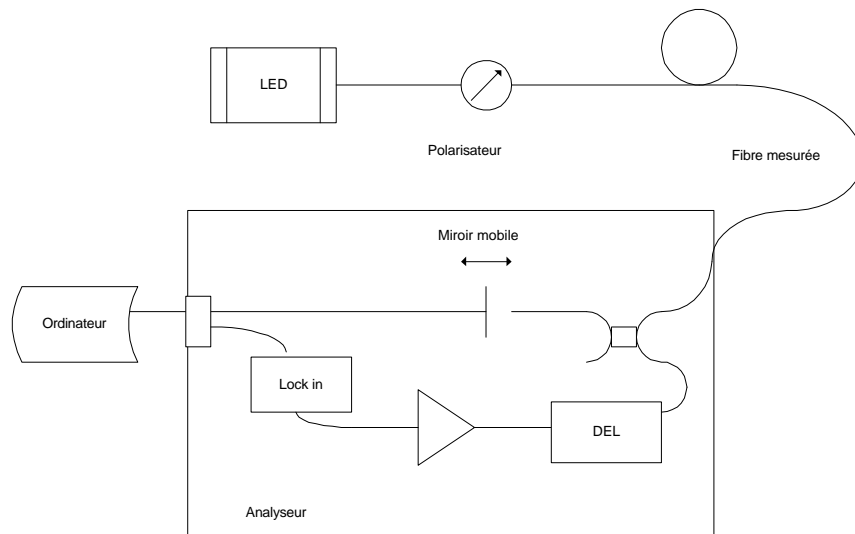 LED
Polarisateur
Fibre mesurée
Miroir mobile
Ordinateur
Lock in
DEL
Analyseur